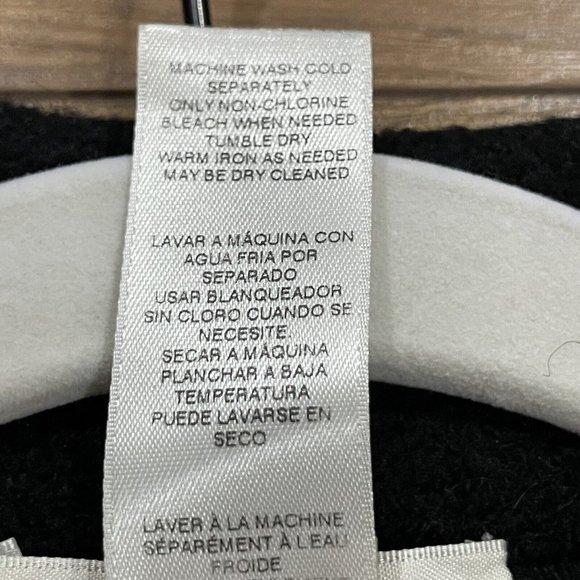 MACHINE WASH COLD
SEPARATELY
ONLY NON-CHLORINE
BLEACH WHEN NEEDED
TUMBLE DRY
WARM IRON AS NEEDED
MAY BE DRY CLEANED
LAVAR A MÁQUINA CON
AGUA FRIA POR
SEPARADO
USAR BLANQUEADOR
SIN CLORO CUANDO SE
NECESITE
SECAR A MÁQUINA
PLANCHAR A BAJA
TEMPERATURA
PUEDE LAVARSE EN
SECO
LAVER À LA MACHINE
SÉPARÉMENT À L'EAU
FROIDE